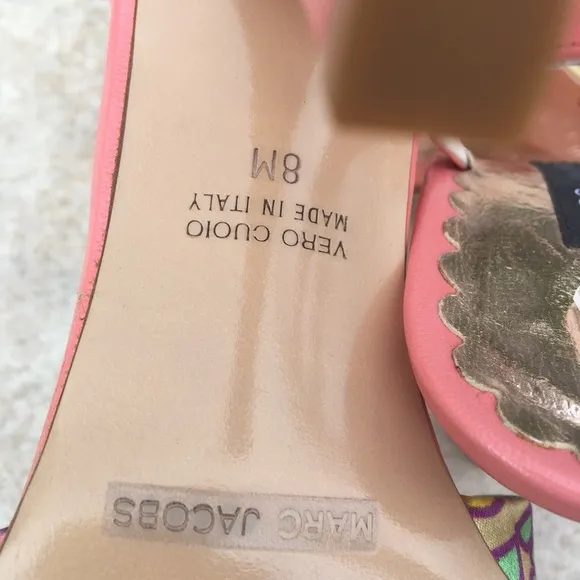 MARC JACOBS
VERO CUOIO
MADE IN ITALY
8M